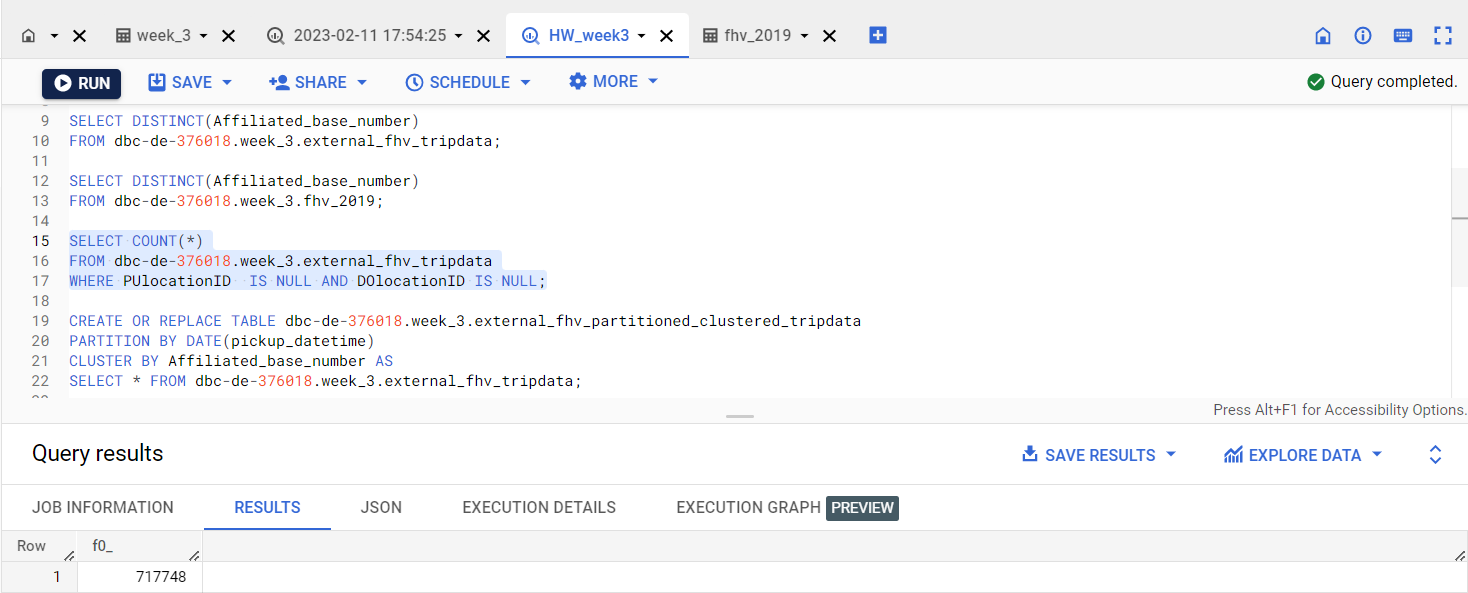 week_3
2023-02-11 17:54:25
HW_week3
fhv_2019
RUN
SAVE
SHARE
SCHEDULE
MORE
Query completed.
9 SELECT DISTINCT(Affiliated_base_number)
10 FROM dbc-de-376018.week_3.external_fhv_tripdata;
11
12 SELECT DISTINCT(Affiliated_base_number)
13 FROM dbc-de-376018.week_3.fhv_2019;
14
15 SELECT COUNT(*)
16 FROM dbc-de-376018.week_3.external_fhv_tripdata
17 WHERE PUlocationID  IS NULL AND DOlocationID IS NULL;
18
19 CREATE OR REPLACE TABLE dbc-de-376018.week_3.external_fhv_partitioned_clustered_tripdata
20 PARTITION BY DATE(pickup_datetime)
21 CLUSTER BY Affiliated_base_number AS
22 SELECT * FROM dbc-de-376018.week_3.external_fhv_tripdata;
Press Alt+F1 for Accessibility Options.
Query results
SAVE RESULTS
EXPLORE DATA
JOB INFORMATION
RESULTS
JSON
EXECUTION DETAILS
EXECUTION GRAPH PREVIEW
Row f0_
1 717748